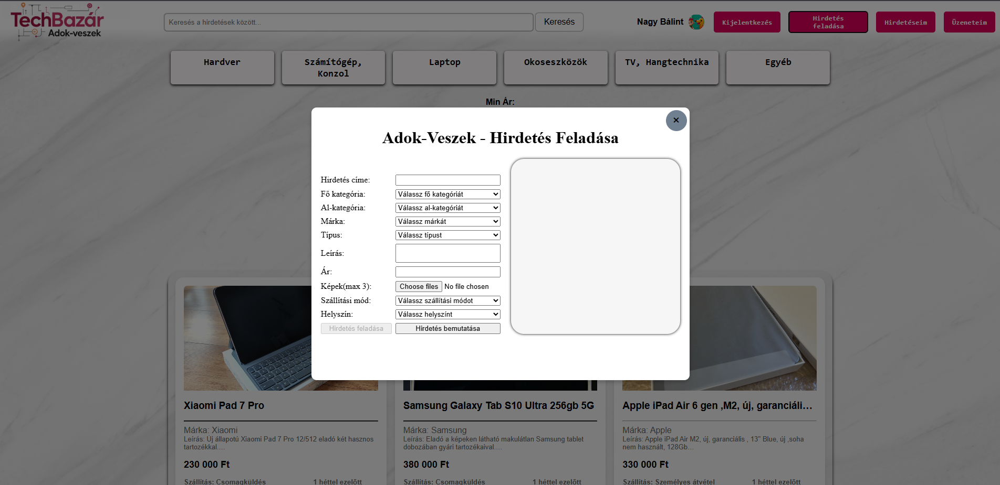 TechBazár
Adok-veszek
Keresés a hirdetések között...
Keresés
Nagy Bálint
Kijelentkezés
Hirdetés
feladása
Hirdetéseim
Üzeneteim
Hardver
Számítógép,
Konzol
Laptop
Okoseszközök
TV, Hangtechnika
Egyéb
Min Ár:
×
Adok-Veszek - Hirdetés Feladása
Hirdetés címe:
Fő kategória: Válassz fő kategóriát
Al-kategória: Válassz al-kategóriát
Márka: Válassz márkát
Típus: Válassz típust
Leírás:
Ár:
Képek(max 3): Choose files No file chosen
Szállítási mód: Válassz szállítási módot
Helyszín: Válassz helyszínt
Hirdetés feladása Hirdetés bemutatása
Xiaomi Pad 7 Pro
Márka: Xiaomi
Leírás: Új állapotú Xiaomi Pad 7 Pro 12/512 eladó két hasznos
tartozékkal....
230 000 Ft
Szállítás: Csomagküldés 1 héttel ezelőtt
Samsung Galaxy Tab S10 Ultra 256gb 5G
Márka: Samsung
Leírás: Eladó a képeken látható makulátlan Samsung tablet
dobozában gyári tartozékaival....
380 000 Ft
Szállítás: Csomagküldés 1 héttel ezelőtt
Apple iPad Air 6 gen ,M2, új, garanciáli...
Márka: Apple
Leírás: Apple iPad Air M2, új, garanciális , 13" Blue, új ,soha
nem használt, 128Gb...
330 000 Ft
Szállítás: Személyes átvétel 1 héttel ezelőtt